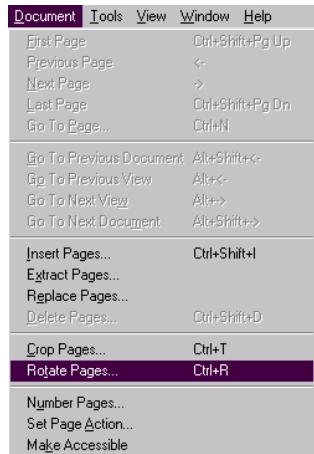 Document Tools View Window Help
First Page Ctrl+Shift+Pg Up
Previous Page <-
Next Page ->
Last Page Ctrl+Shift+Pg Dn
Go To Page... Ctrl+N
Go To Previous Document Alt+Shift+<-
Go To Previous View Alt+<-
Go To Next View Alt+->
Go To Next Document Alt+Shift+->
Insert Pages... Ctrl+Shift+I
Extract Pages...
Replace Pages...
Delete Pages... Ctrl+Shift+D
Crop Pages... Ctrl+T
Rotate Pages... Ctrl+R
Number Pages...
Set Page Action...
Make Accessible